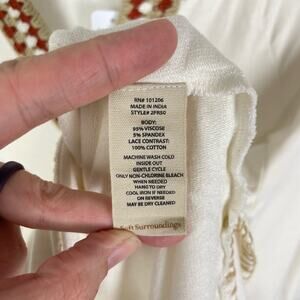 RN# 101206
MADE IN INDIA
STYLE# 2FR50
BODY:
95% VISCOSE
5% SPANDEX
LACE CONTRAST:
100% COTTON
MACHINE WASH COLD
INSIDE OUT
GENTLE CYCLE
ONLY NON-CHLORINE BLEACH
WHEN NEEDED
HANG TO DRY
COOL IRON IF NEEDED
ON REVERSE
MAY BE DRY CLEANED
Soft Surroundings